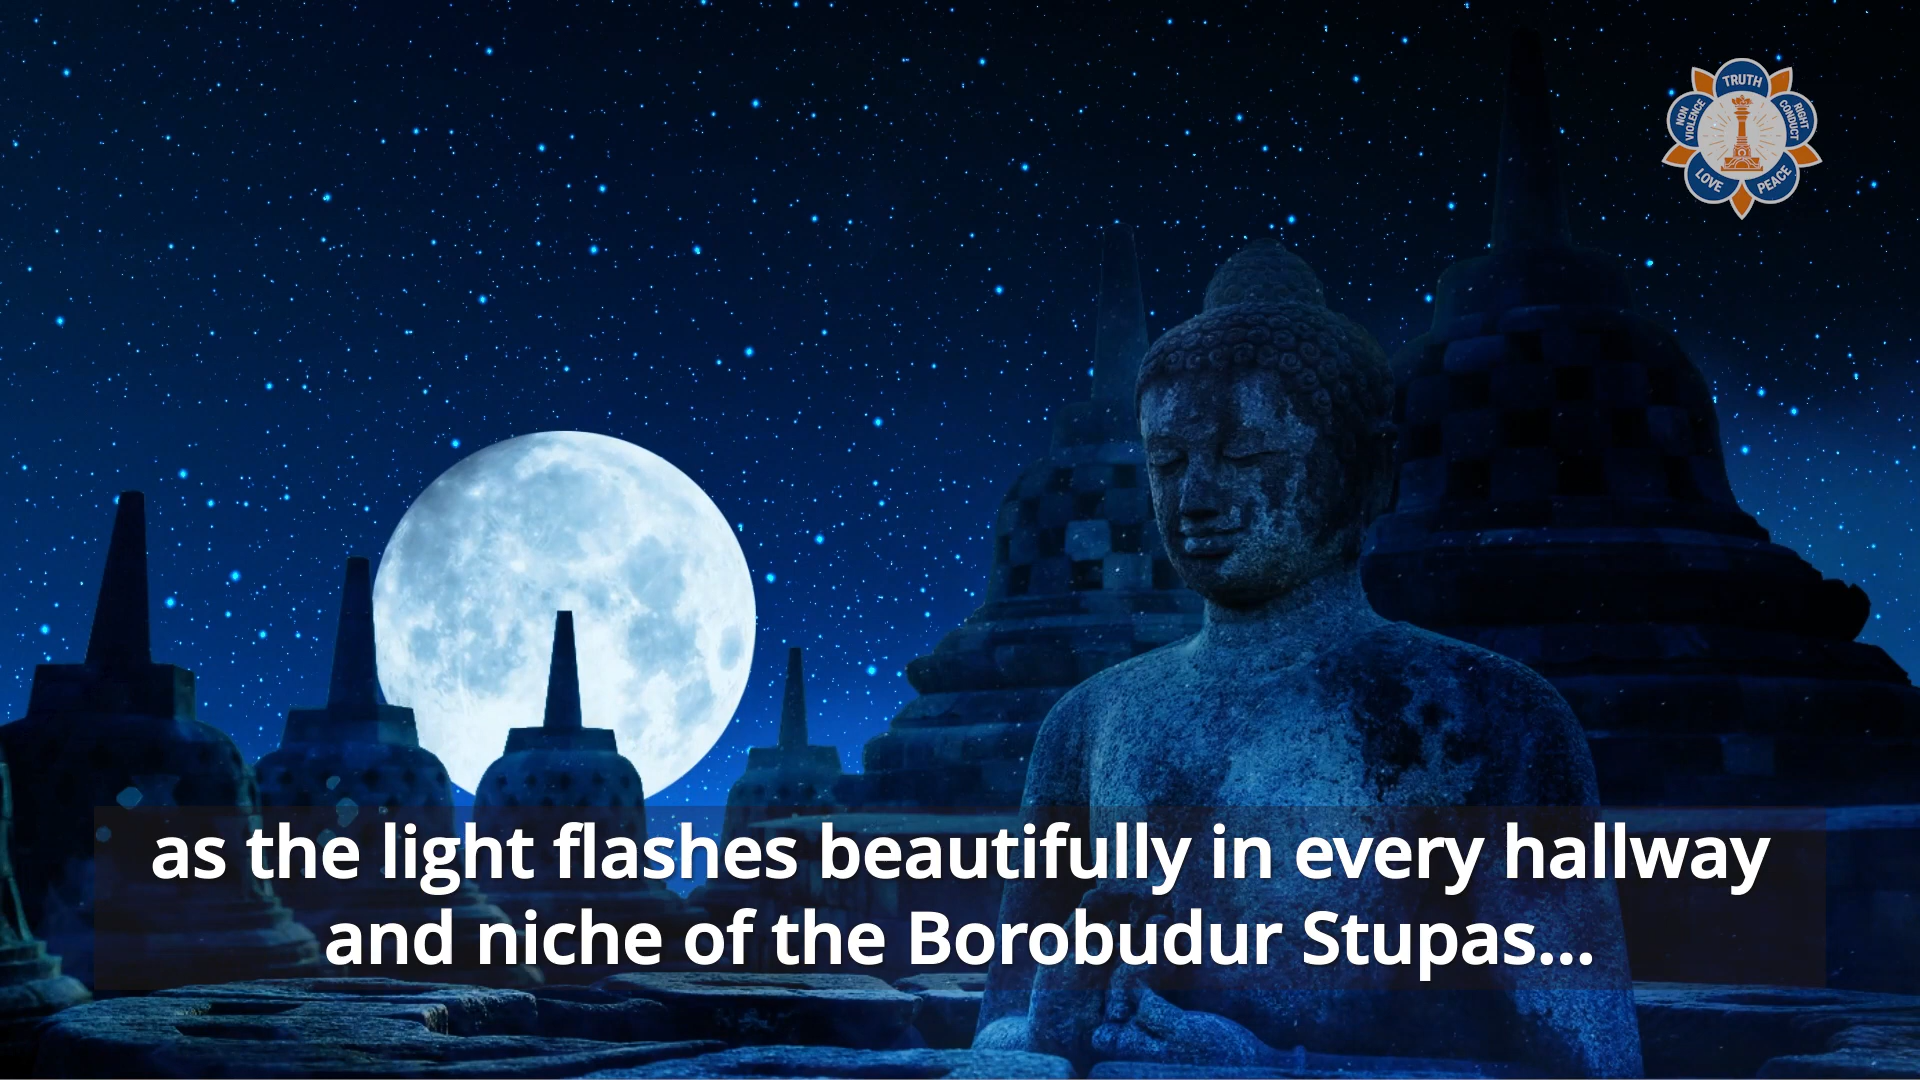 TRUTH
NON
VIOLENCE
RIGHT
CONDUCT
LOVE
PEACE
as the light flashes beautifully in every hallway
and niche of the Borobudur Stupas...